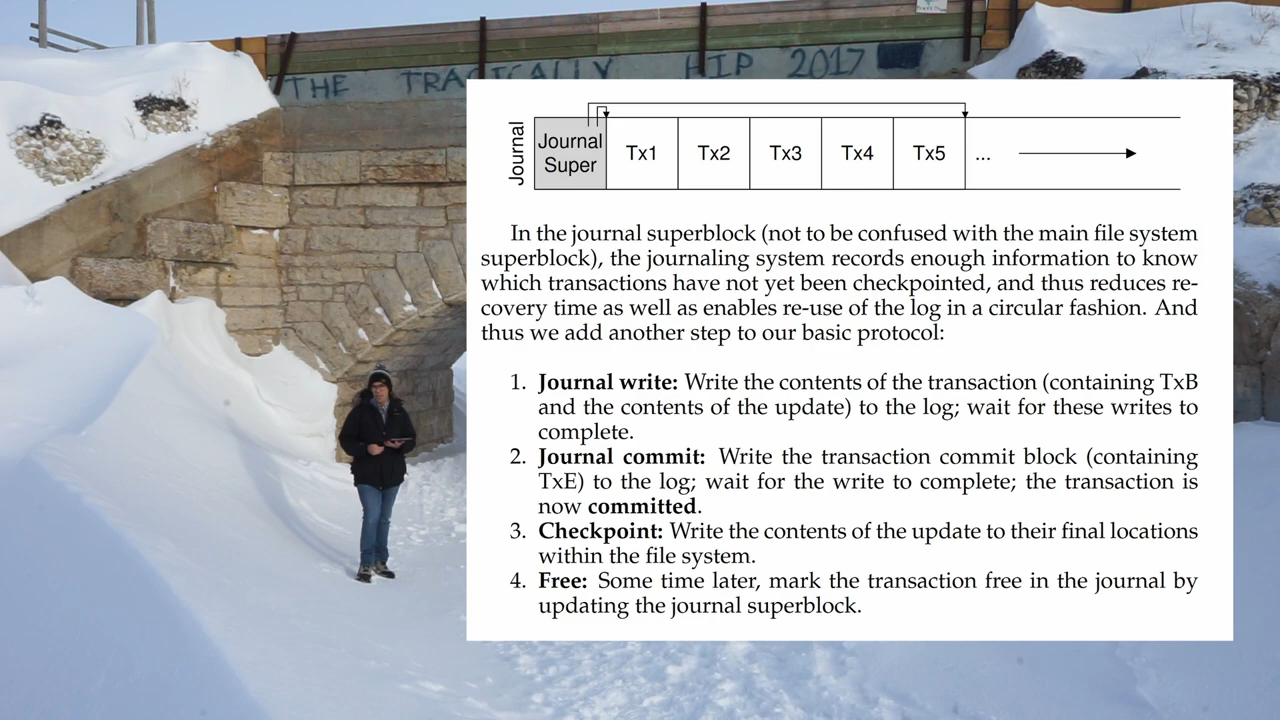 THE TRAGICALLY HIP 2017
Journal
Journal
Super
Tx1 Tx2 Tx3 Tx4 Tx5 ...
In the journal superblock (not to be confused with the main file system
superblock), the journaling system records enough information to know
which transactions have not yet been checkpointed, and thus reduces re-
covery time as well as enables re-use of the log in a circular fashion. And
thus we add another step to our basic protocol:
1. Journal write: Write the contents of the transaction (containing TxB
and the contents of the update) to the log; wait for these writes to
complete.
2. Journal commit: Write the transaction commit block (containing
TxE) to the log; wait for the write to complete; the transaction is
now committed.
3. Checkpoint: Write the contents of the update to their final locations
within the file system.
4. Free: Some time later, mark the transaction free in the journal by
updating the journal superblock.